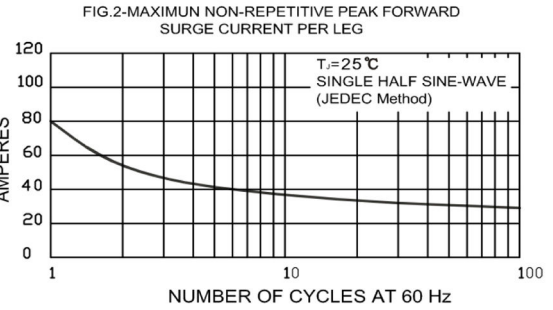 FIG.2-MAXIMUN NON-REPETITIVE PEAK FORWARD
SURGE CURRENT PER LEG
TJ=25℃
SINGLE HALF SINE-WAVE
(JEDEC Method)
120
100
80
60
40
20
0
AMPERES
1
10
100
NUMBER OF CYCLES AT 60 Hz